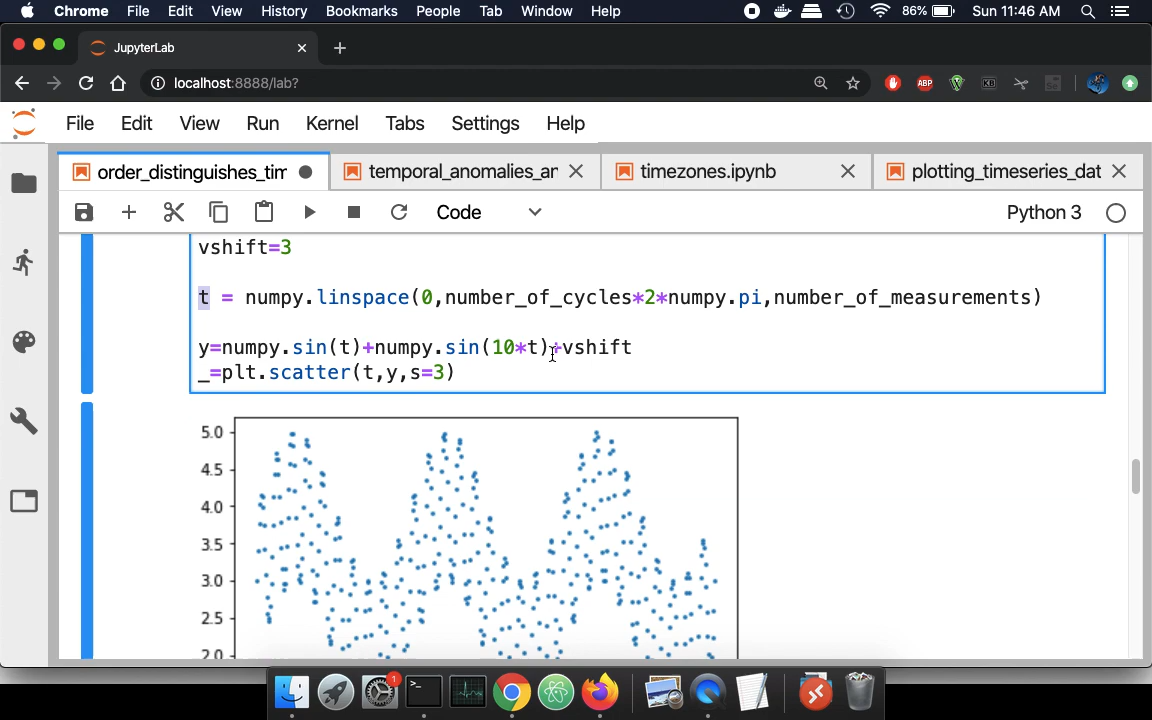 Chrome File Edit View History Bookmarks People Tab Window Help 86% Sun 11:46 AM
JupyterLab
localhost:8888/lab?
ABP KB
File Edit View Run Kernel Tabs Settings Help
order_distinguishes_tim temporal_anomalies_ar timezones.ipynb plotting_timeseries_dat
Code Python 3
vshift=3
t = numpy.linspace(0,number_of_cycles*2*numpy.pi,number_of_measurements)
y=numpy.sin(t)+numpy.sin(10*t)+vshift
_=plt.scatter(t,y,s=3)
5.0
4.5
4.0
3.5
3.0
2.5
2.0
1